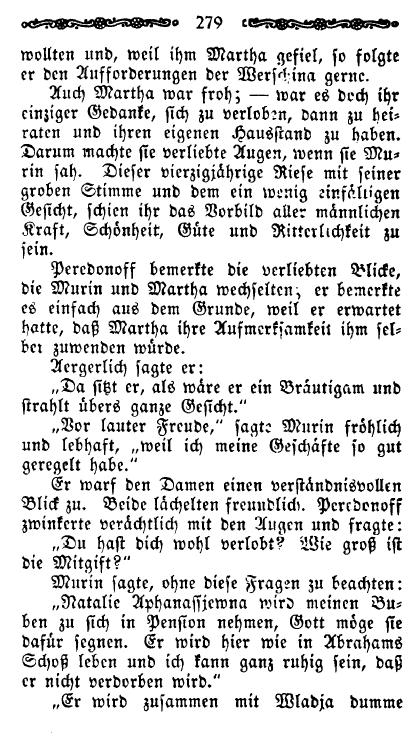 279
wollten und, weil ihm Martha gefiel, so folgte
er den Aufforderungen der Werschina gerne.
Auch Martha war froh; — war es doch ihr
einziger Gedanke, sich zu verloben, dann zu hei-
raten und ihren eigenen Hausstand zu haben.
Darum machte sie verliebte Augen, wenn sie Mu-
rin sah. Dieser vierzigjährige Riese mit seiner
groben Stimme und dem ein wenig einfältigen
Gesicht, schien ihr das Vorbild aller männlichen
Kraft, Schönheit, Güte und Ritterlichkeit zu
sein.
Peredonoff bemerkte die verliebten Blicke,
die Murin und Martha wechselten; er bemerkte
es einfach aus dem Grunde, weil er erwartet
hatte, daß Martha ihre Aufmerksamkeit ihm sel-
ber zuwenden würde.
Aergerlich sagte er:
„Da sitzt er, als wäre er ein Bräutigam und
strahlt übers ganze Gesicht.“
„Vor lauter Freude,“ sagte Murin fröhlich
und lebhaft, „weil ich meine Geschäfte so gut
geregelt habe.“
Er warf den Damen einen verständnisvollen
Blick zu. Beide lächelten freundlich. Peredonoff
zwinkerte verächtlich mit den Augen und fragte:
„Du hast dich wohl verlobt? Wie groß ist
die Mitgift?“
Murin sagte, ohne diese Fragen zu beachten:
„Natalie Aphanassjewna wird meinen Bu-
ben zu sich in Pension nehmen, Gott möge sie
dafür segnen. Er wird hier wie in Abrahams
Schoß leben und ich kann ganz ruhig sein, daß
er nicht verdorben wird.“
„Er wird zusammen mit Wladja dumme